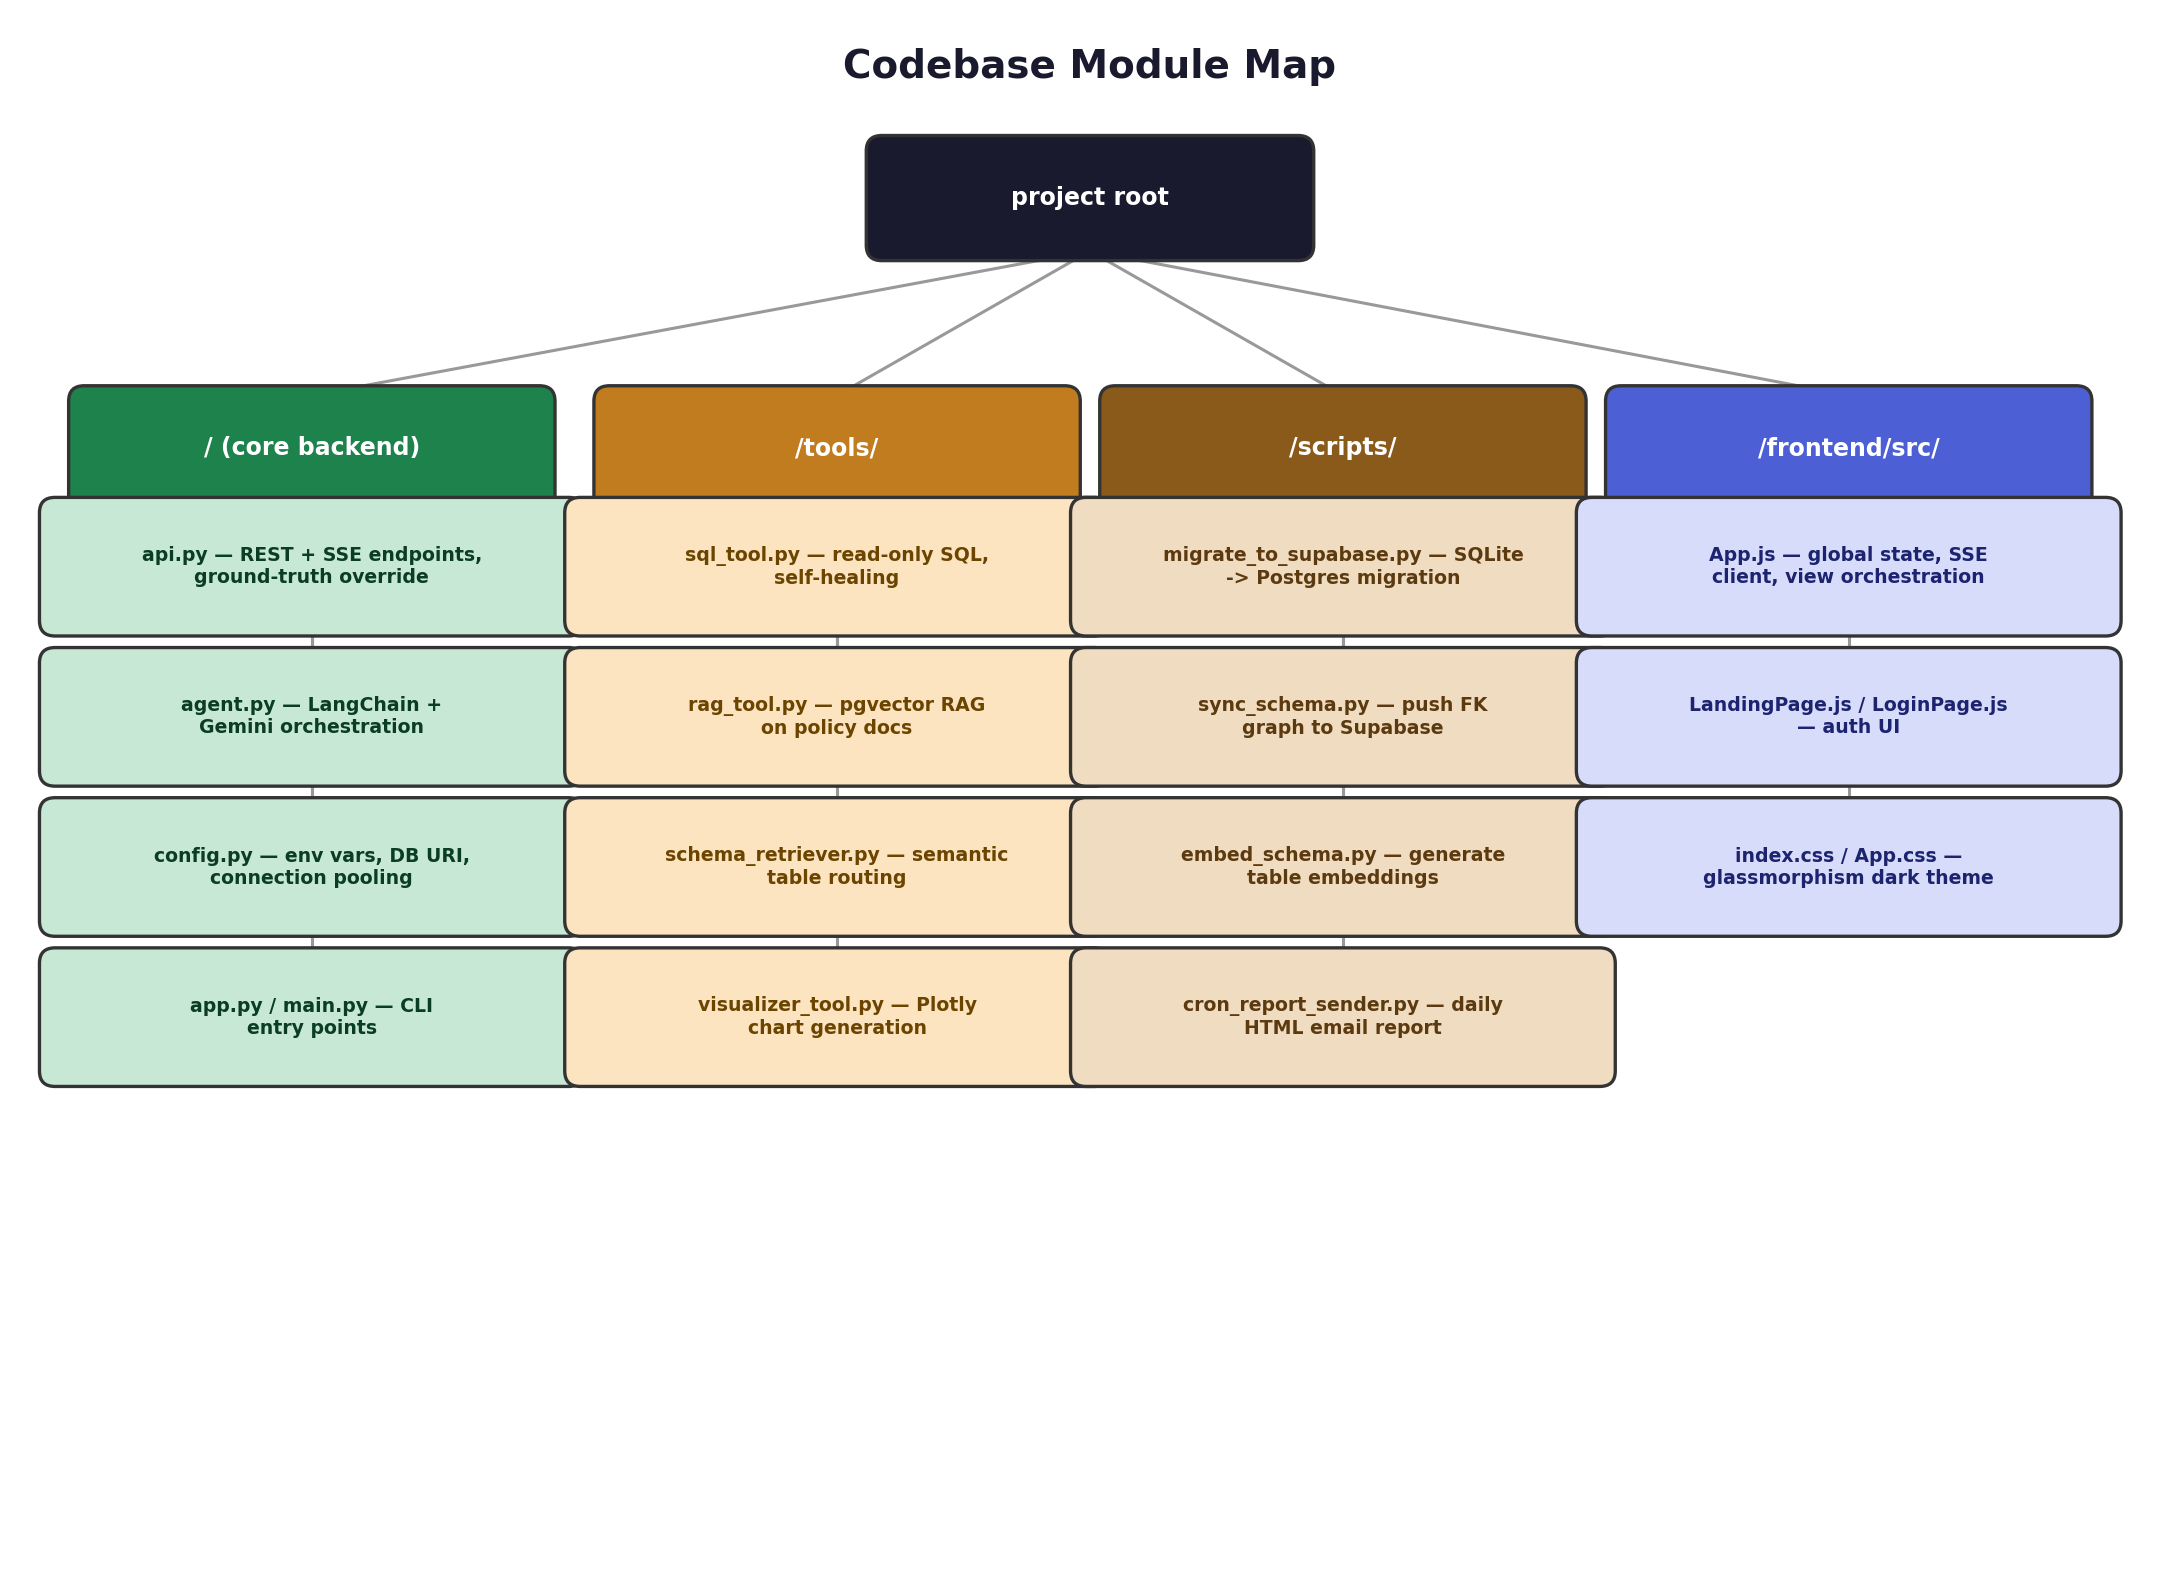 Codebase Module Map
project root
/ (core backend)
/tools/
/scripts/
/frontend/src/
api.py — REST + SSE endpoints,
ground-truth override
sql_tool.py — read-only SQL,
self-healing
migrate_to_supabase.py — SQLite
-> Postgres migration
App.js — global state, SSE
client, view orchestration
agent.py — LangChain +
Gemini orchestration
rag_tool.py — pgvector RAG
on policy docs
sync_schema.py — push FK
graph to Supabase
LandingPage.js / LoginPage.js
— auth UI
config.py — env vars, DB URI,
connection pooling
schema_retriever.py — semantic
table routing
embed_schema.py — generate
table embeddings
index.css / App.css —
glassmorphism dark theme
app.py / main.py — CLI
entry points
visualizer_tool.py — Plotly
chart generation
cron_report_sender.py — daily
HTML email report